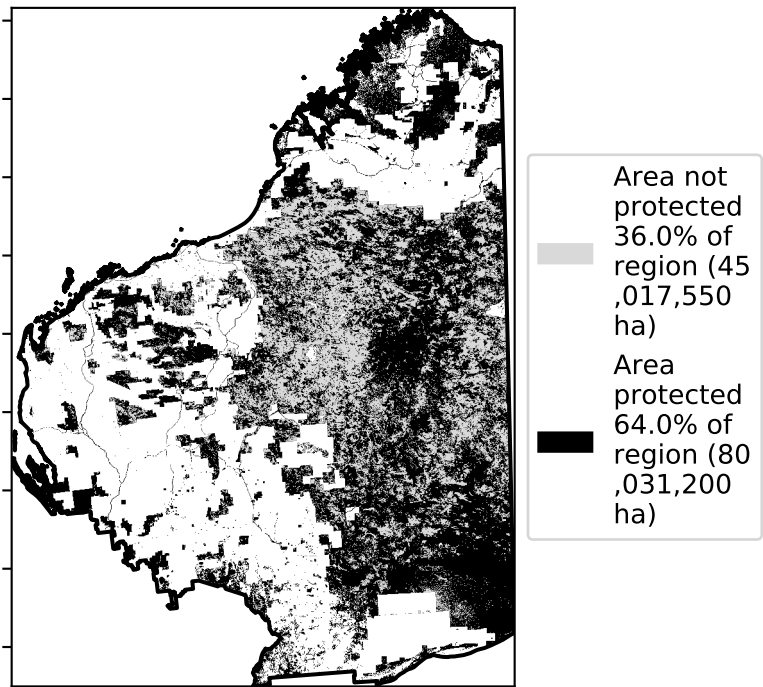 Area not
protected
36.0% of
region (45
,017,550
ha)
Area
protected
64.0% of
region (80
,031,200
ha)